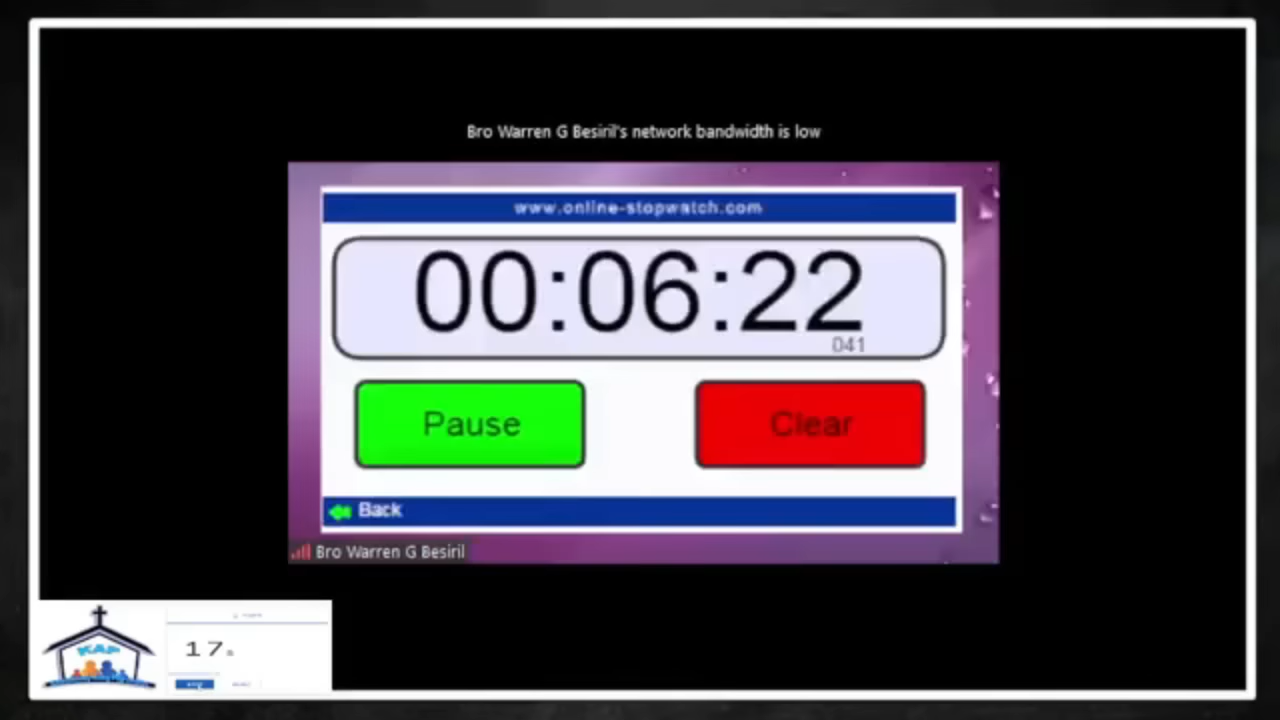 Bro Warren G Besiril's network bandwidth is low
www.online-stopwatch.com
00:06:22
041
Pause
Clear
Back
Bro Warren G Besiril
KAP
17